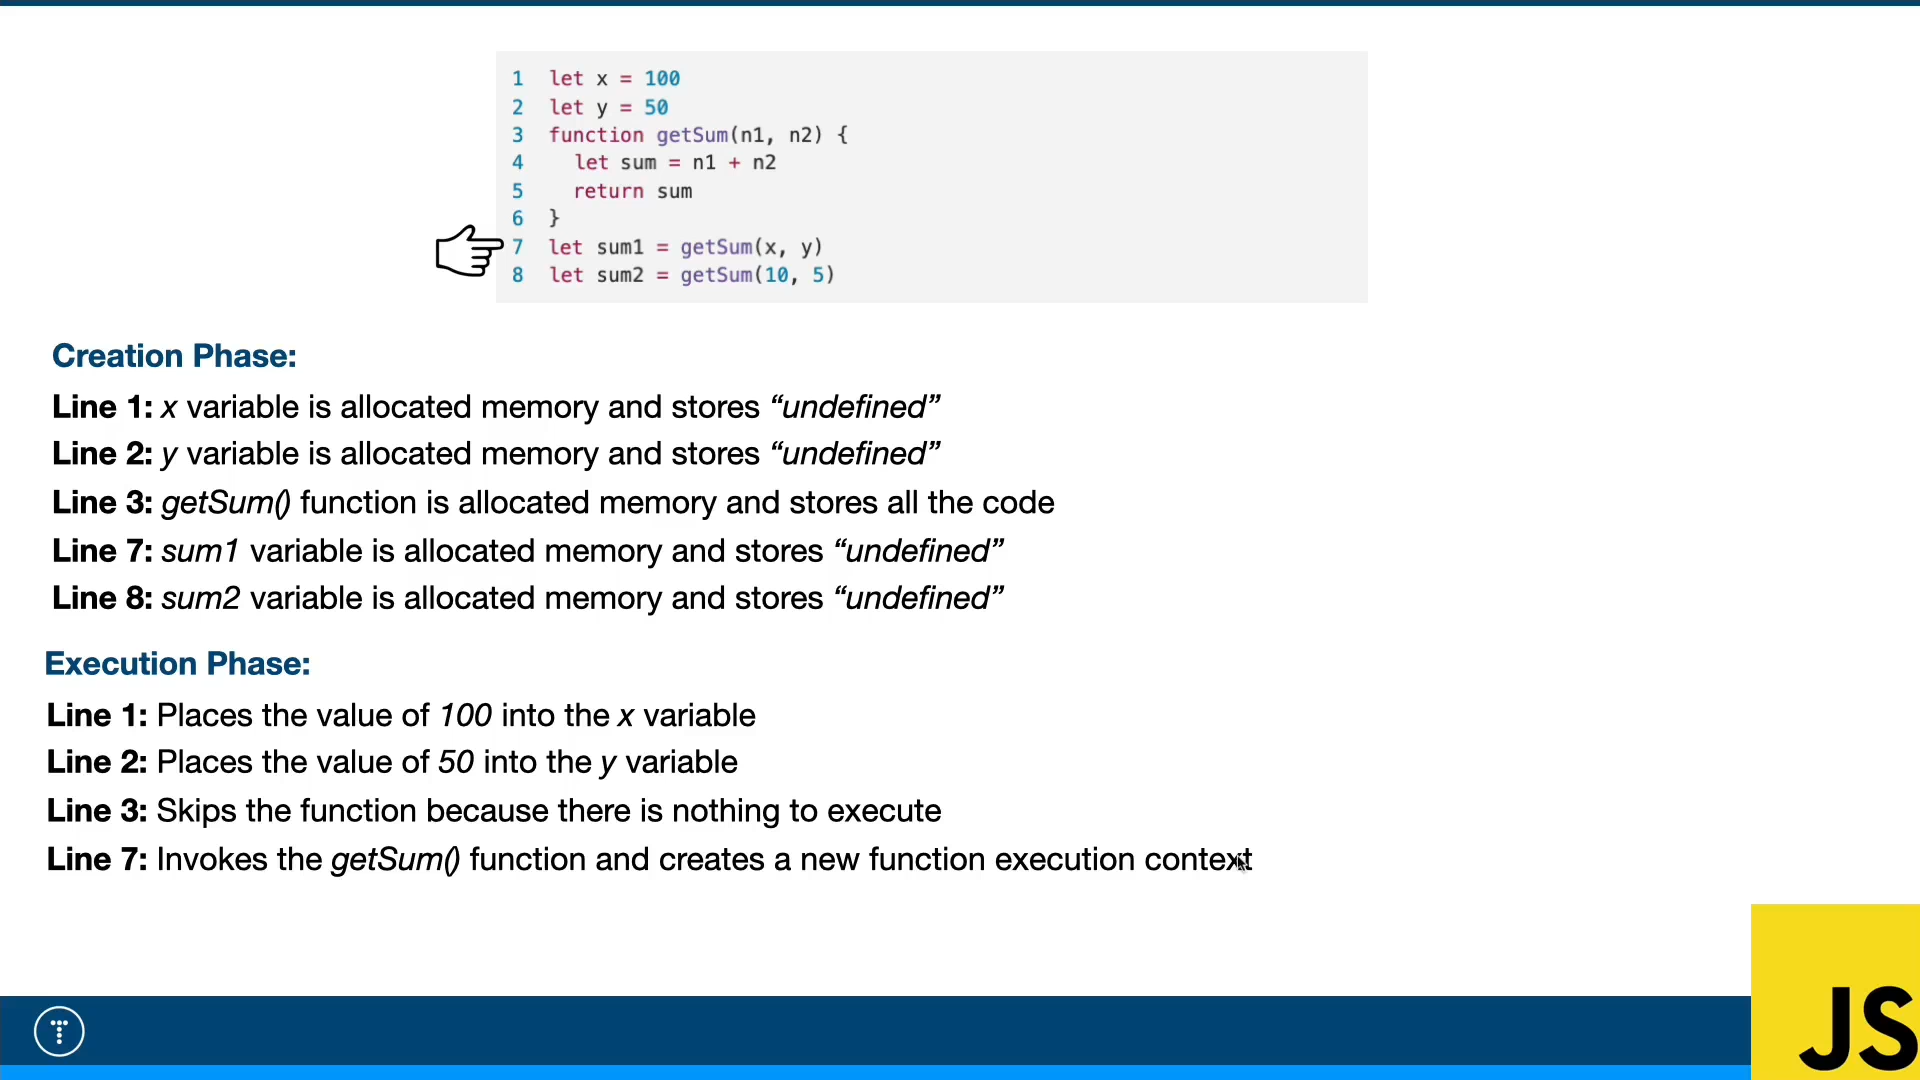 1 let x = 100
2 let y = 50
3 function getSum(n1, n2) {
4 let sum = n1 + n2
5 return sum
6 }
7 let sum1 = getSum(x, y)
8 let sum2 = getSum(10, 5)
Creation Phase:
Line 1: x variable is allocated memory and stores “undefined”
Line 2: y variable is allocated memory and stores “undefined”
Line 3: getSum() function is allocated memory and stores all the code
Line 7: sum1 variable is allocated memory and stores “undefined”
Line 8: sum2 variable is allocated memory and stores “undefined”
Execution Phase:
Line 1: Places the value of 100 into the x variable
Line 2: Places the value of 50 into the y variable
Line 3: Skips the function because there is nothing to execute
Line 7: Invokes the getSum() function and creates a new function execution context
T
JS